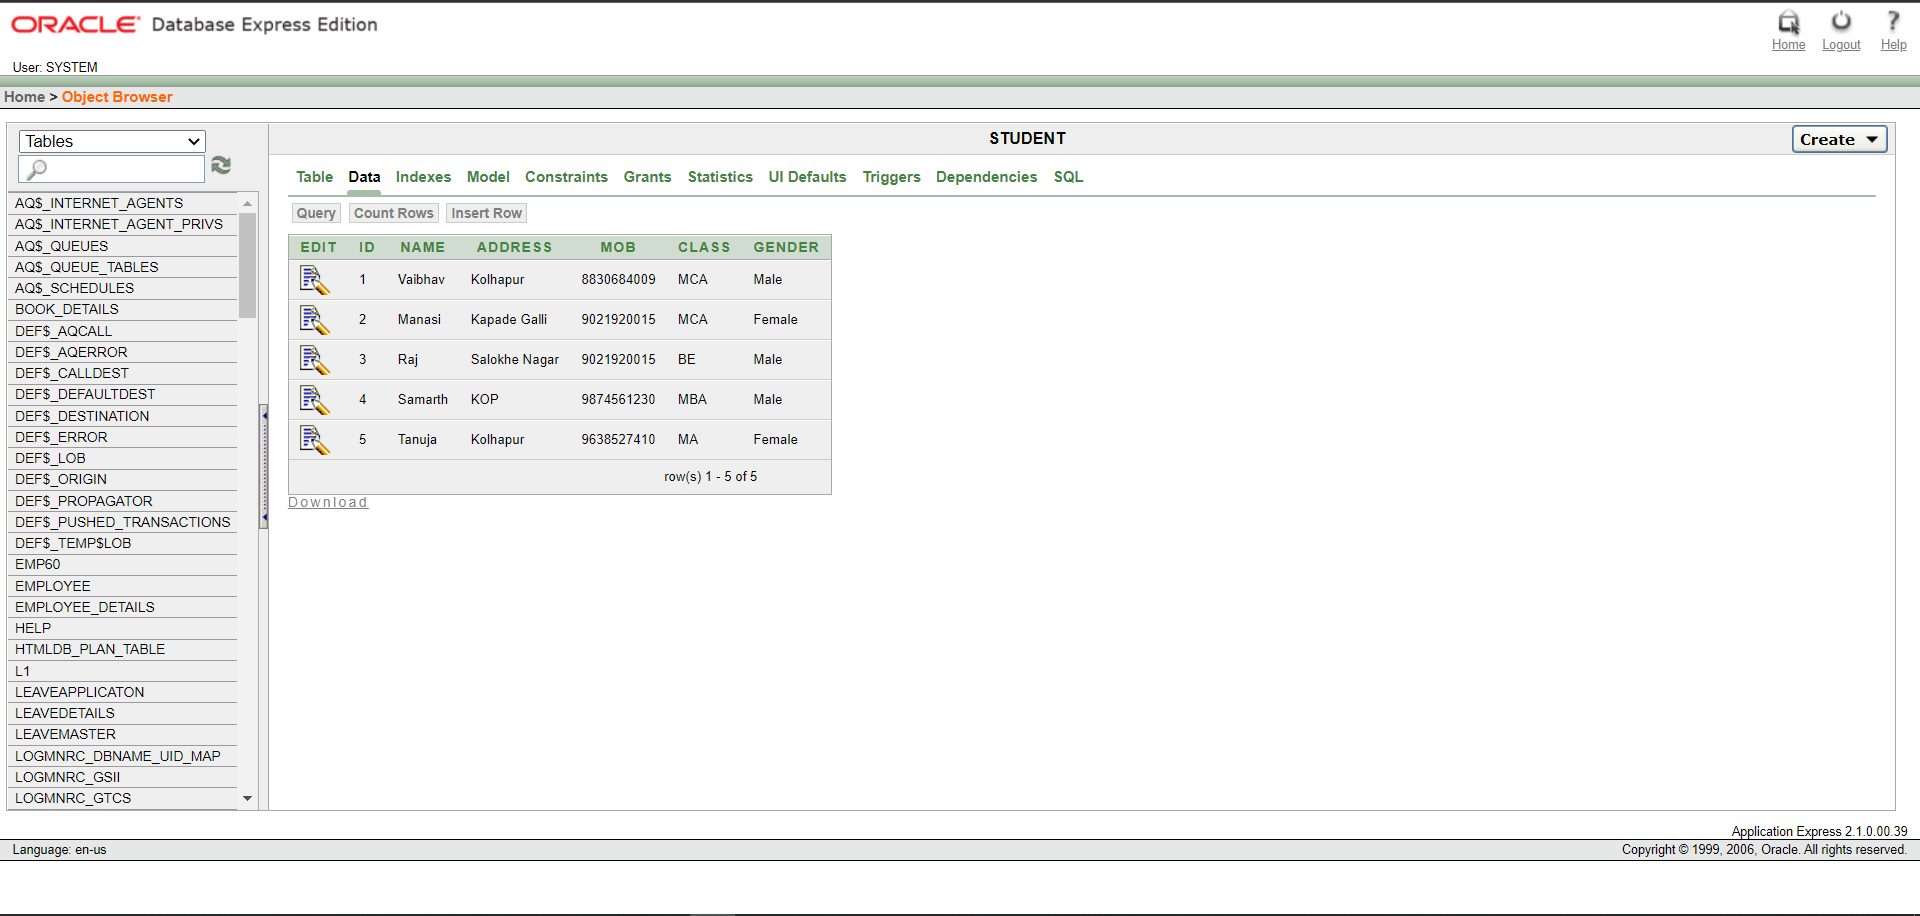 ORACLE Database Express Edition
Home Logout Help
User: SYSTEM
Home > Object Browser
Tables
STUDENT
Create
Table Data Indexes Model Constraints Grants Statistics UI Defaults Triggers Dependencies SQL
Query Count Rows Insert Row
EDIT ID NAME ADDRESS MOB CLASS GENDER
1 Vaibhav Kolhapur 8830684009 MCA Male
2 Manasi Kapade Galli 9021920015 MCA Female
3 Raj Salokhe Nagar 9021920015 BE Male
4 Samarth KOP 9874561230 MBA Male
5 Tanuja Kolhapur 9638527410 MA Female
row(s) 1 - 5 of 5
Download
AQ$_INTERNET_AGENTS
AQ$_INTERNET_AGENT_PRIVS
AQ$_QUEUES
AQ$_QUEUE_TABLES
AQ$_SCHEDULES
BOOK_DETAILS
DEF$_AQCALL
DEF$_AQERROR
DEF$_CALLDEST
DEF$_DEFAULTDEST
DEF$_DESTINATION
DEF$_ERROR
DEF$_LOB
DEF$_ORIGIN
DEF$_PROPAGATOR
DEF$_PUSHED_TRANSACTIONS
DEF$_TEMP$LOB
EMP60
EMPLOYEE
EMPLOYEE_DETAILS
HELP
HTMLDB_PLAN_TABLE
L1
LEAVEAPPLICATON
LEAVEDETAILS
LEAVEMASTER
LOGMNRC_DBNAME_UID_MAP
LOGMNRC_GSII
LOGMNRC_GTCS
Application Express 2.1.0.00.39
Language: en-us
Copyright © 1999, 2006, Oracle. All rights reserved.